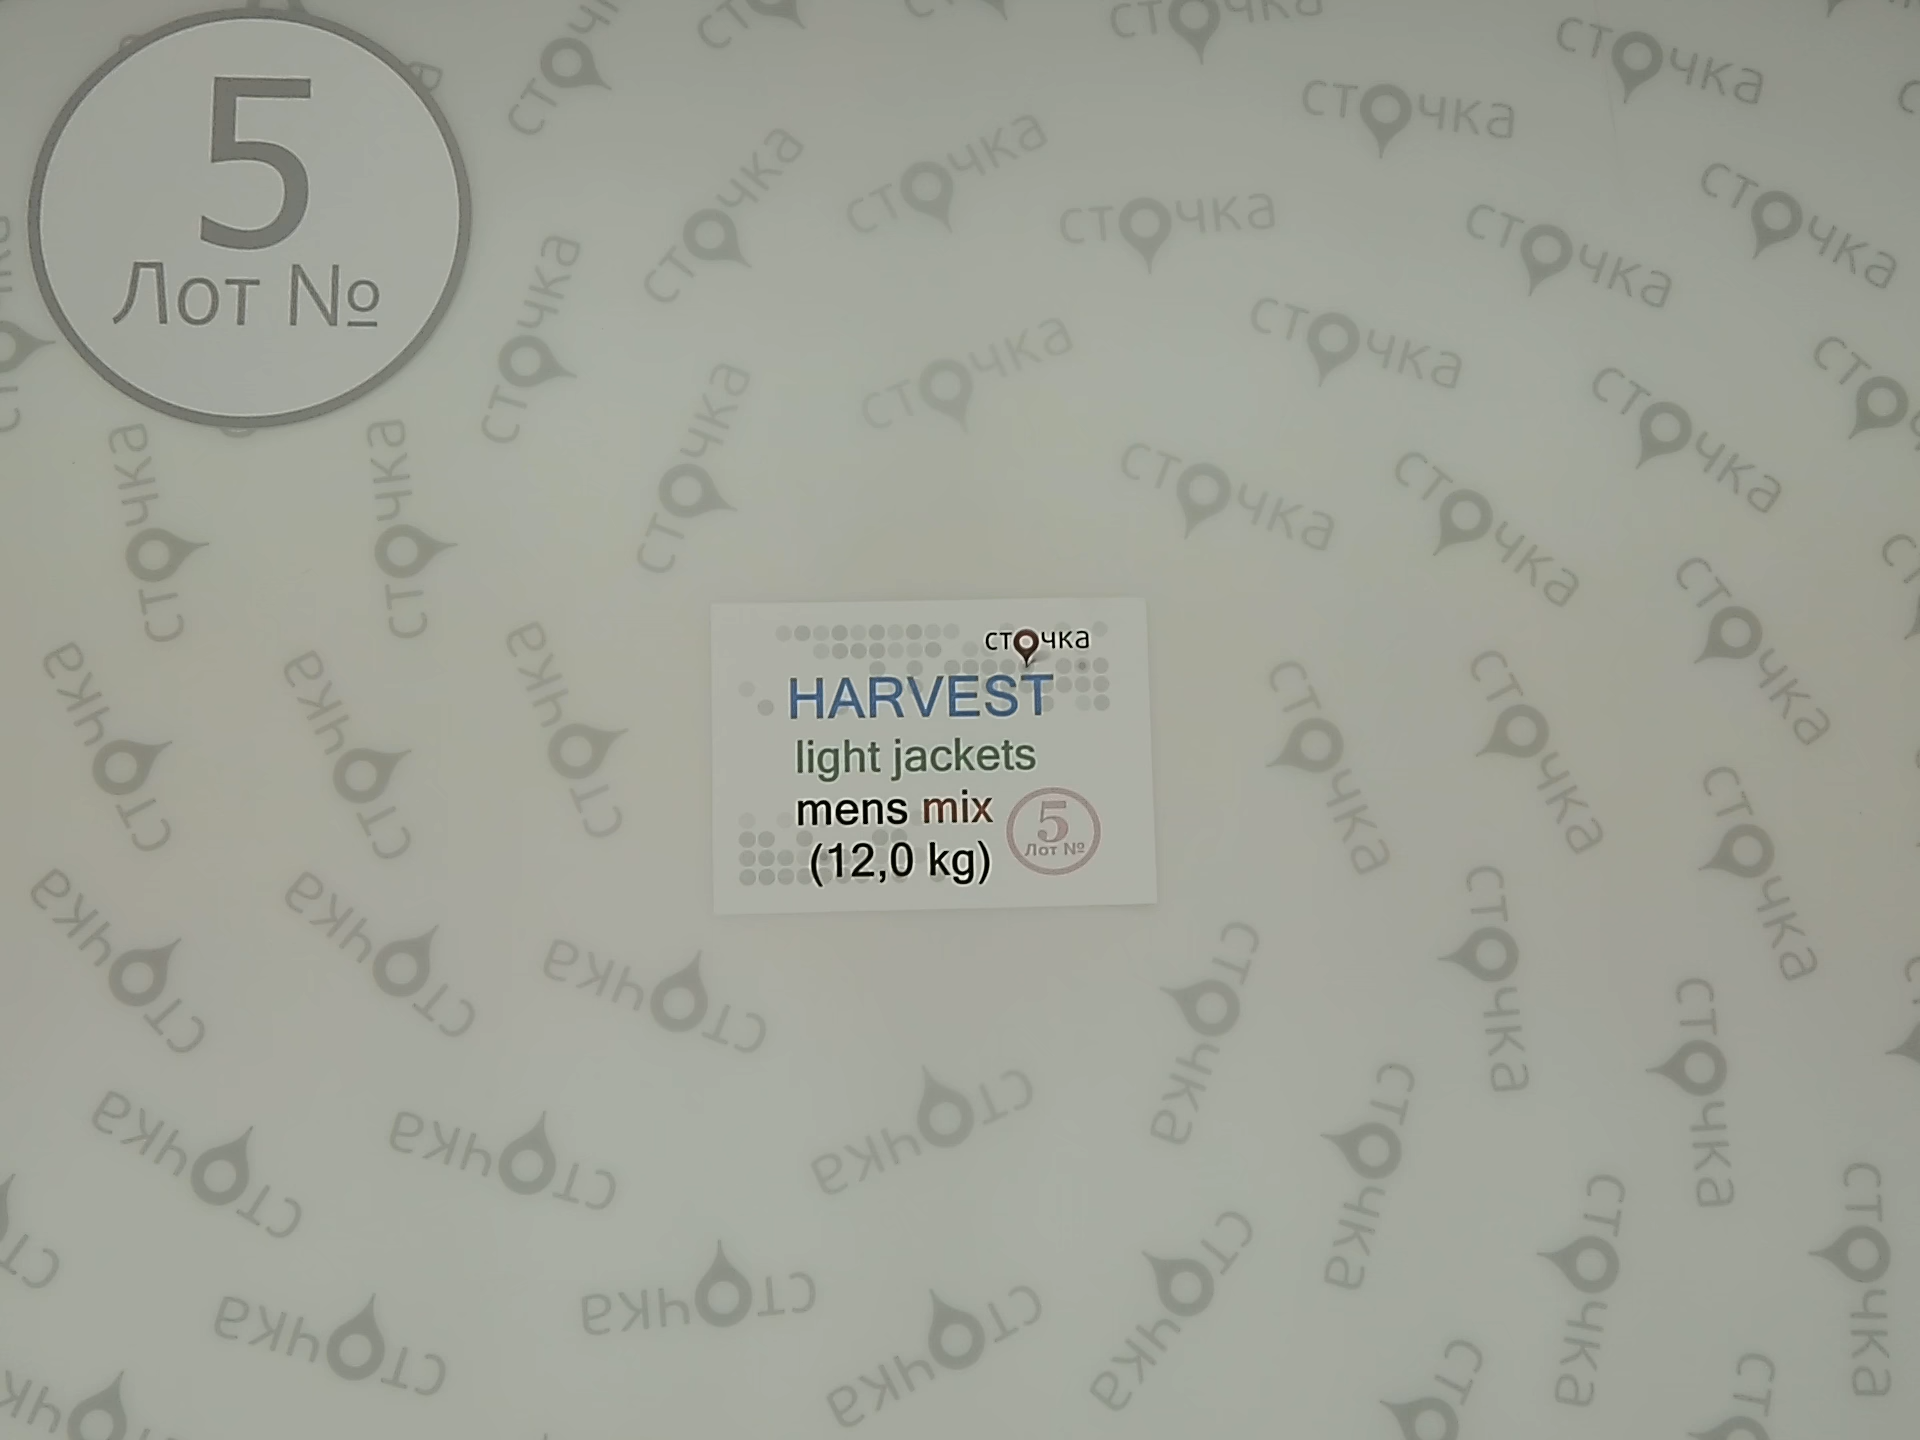 5
Лот №
сточка
HARVEST
light jackets
mens mix
(12,0 kg)
5
Лот №